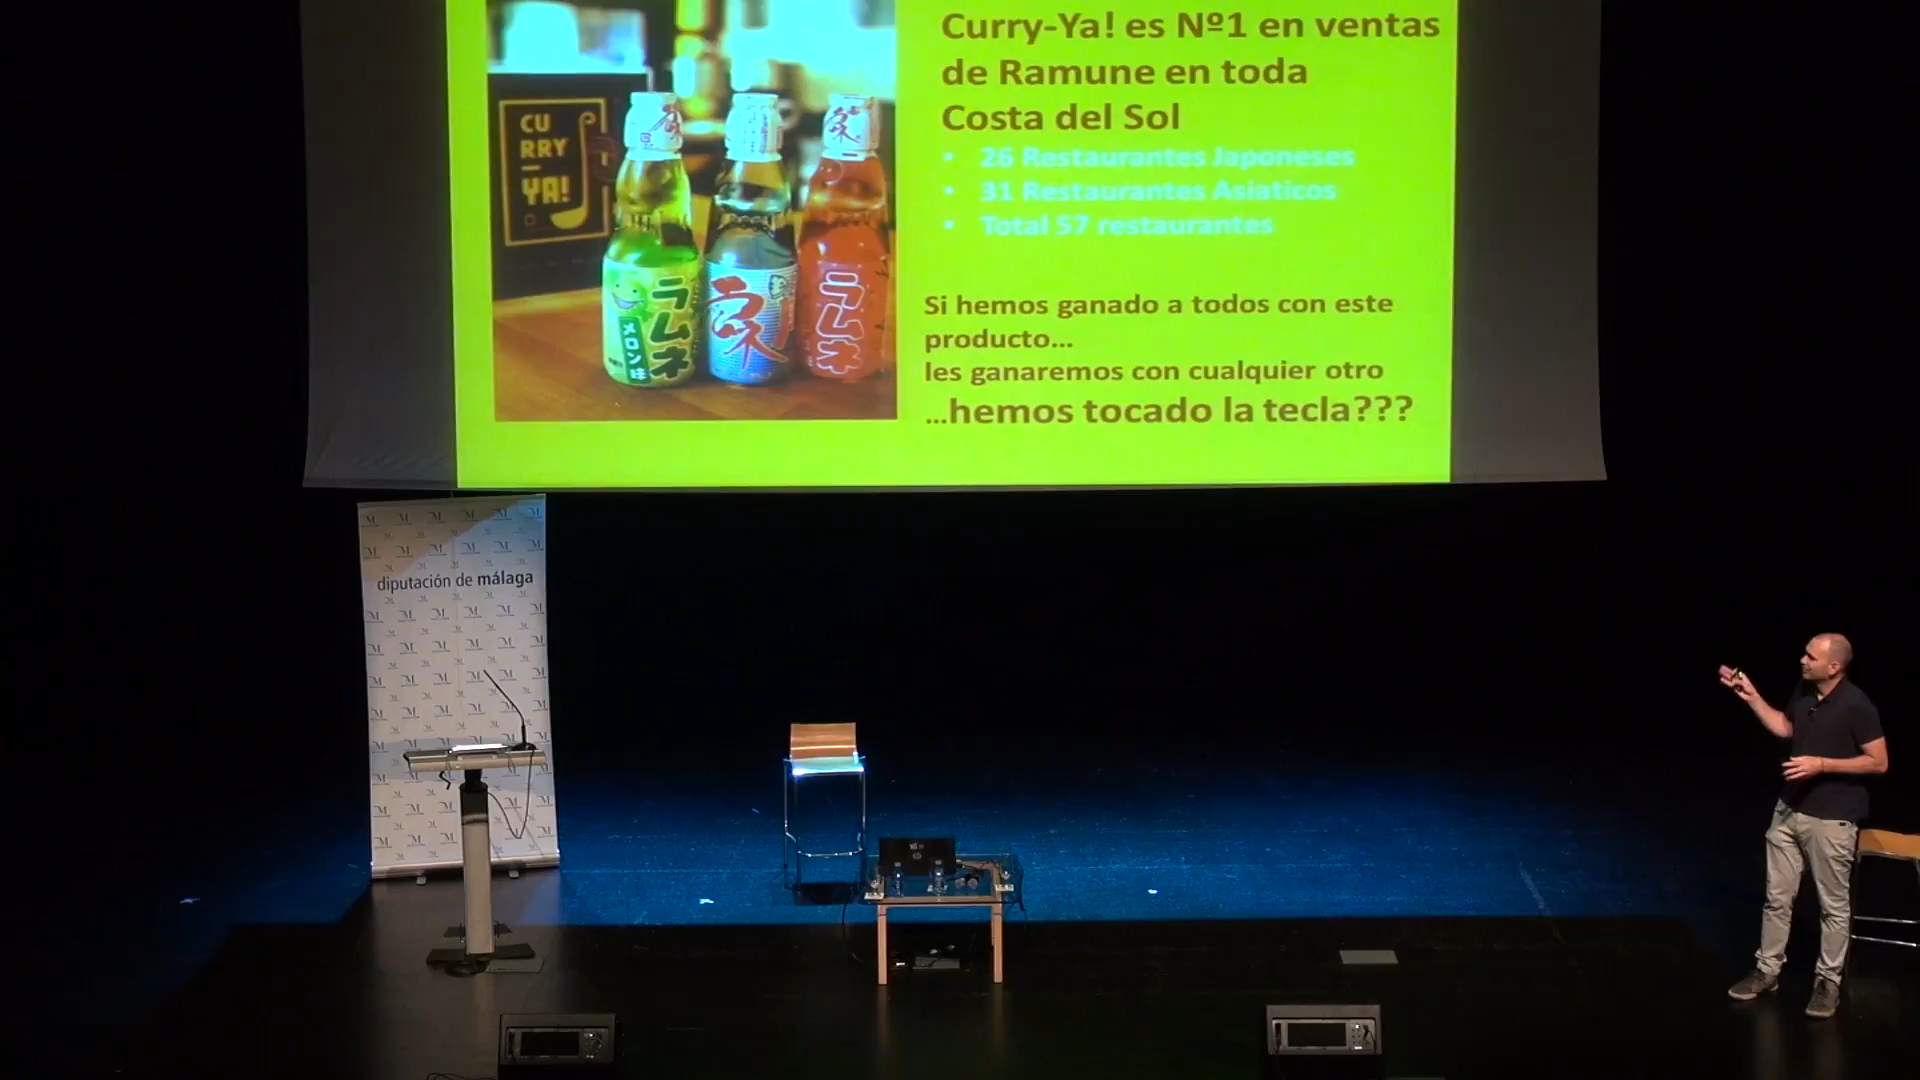 Curry-Ya! es Nº1 en ventas
de Ramune en toda
Costa del Sol
• 26 Restaurantes Japoneses
• 31 Restaurantes Asiaticos
• Total 57 restaurantes
Si hemos ganado a todos con este
producto...
les ganaremos con cualquier otro
...hemos tocado la tecla???
CU
RRY
-
YA!
ラムネ
メロン味
ラムネ
diputación de málaga